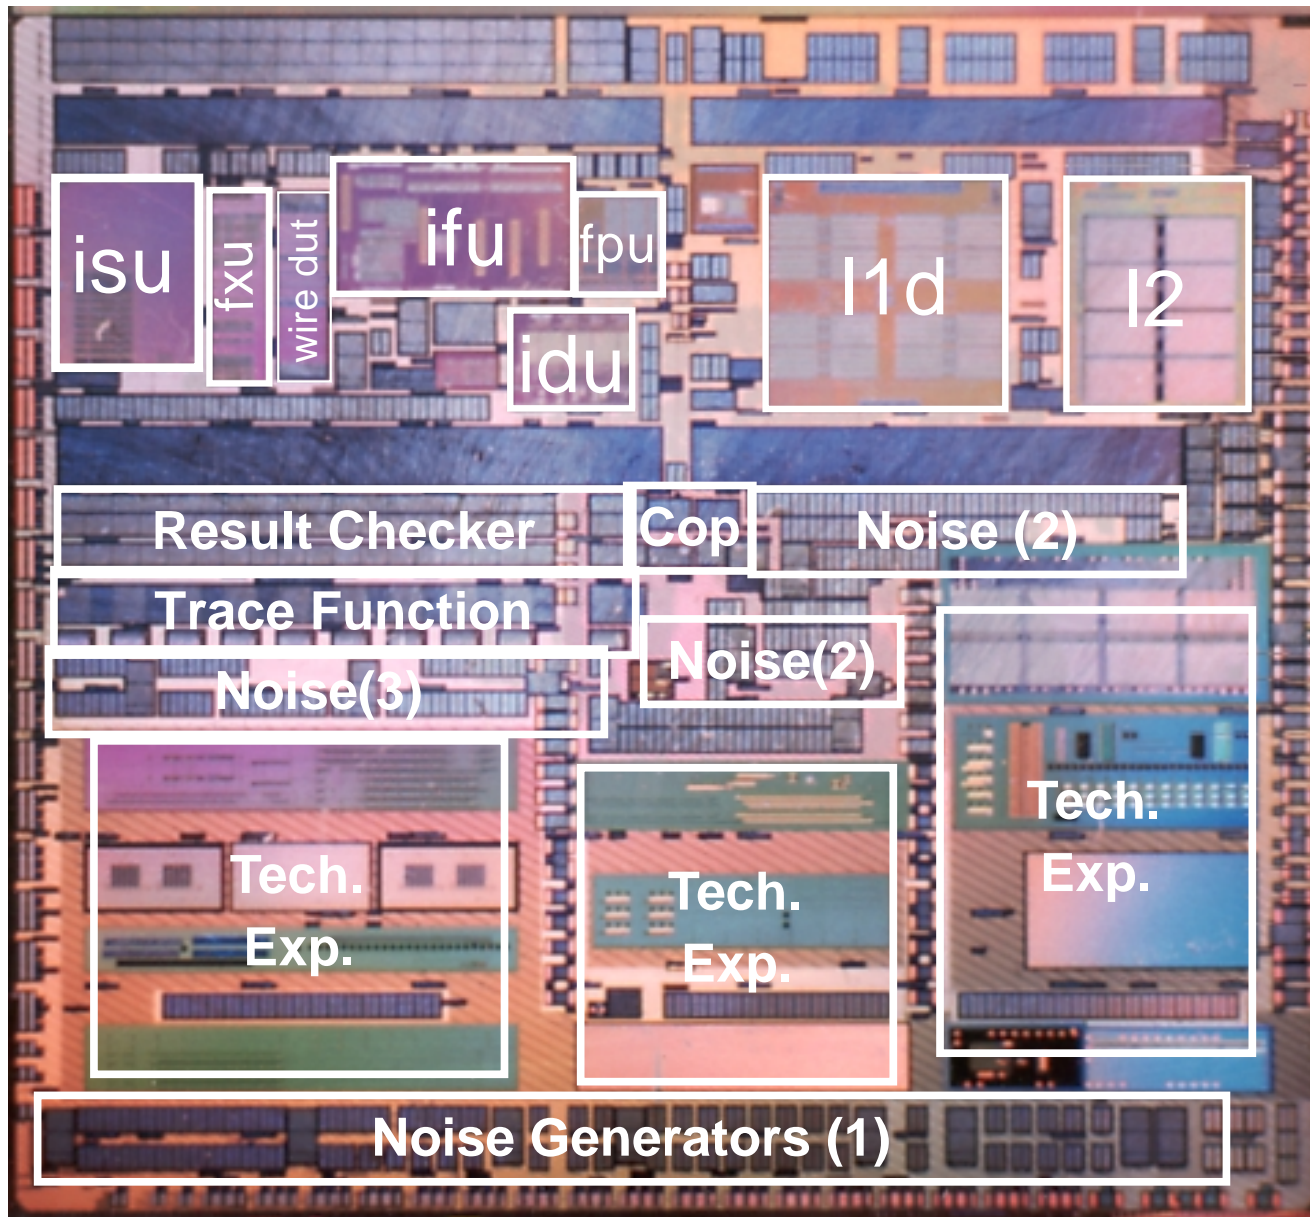 isu
fxu
wire dut
ifu
fpu
idu
l1d
l2
Result Checker
Cop
Noise (2)
Trace Function
Noise(2)
Noise(3)
Tech.
Exp.
Tech.
Exp.
Tech.
Exp.
Noise Generators (1)